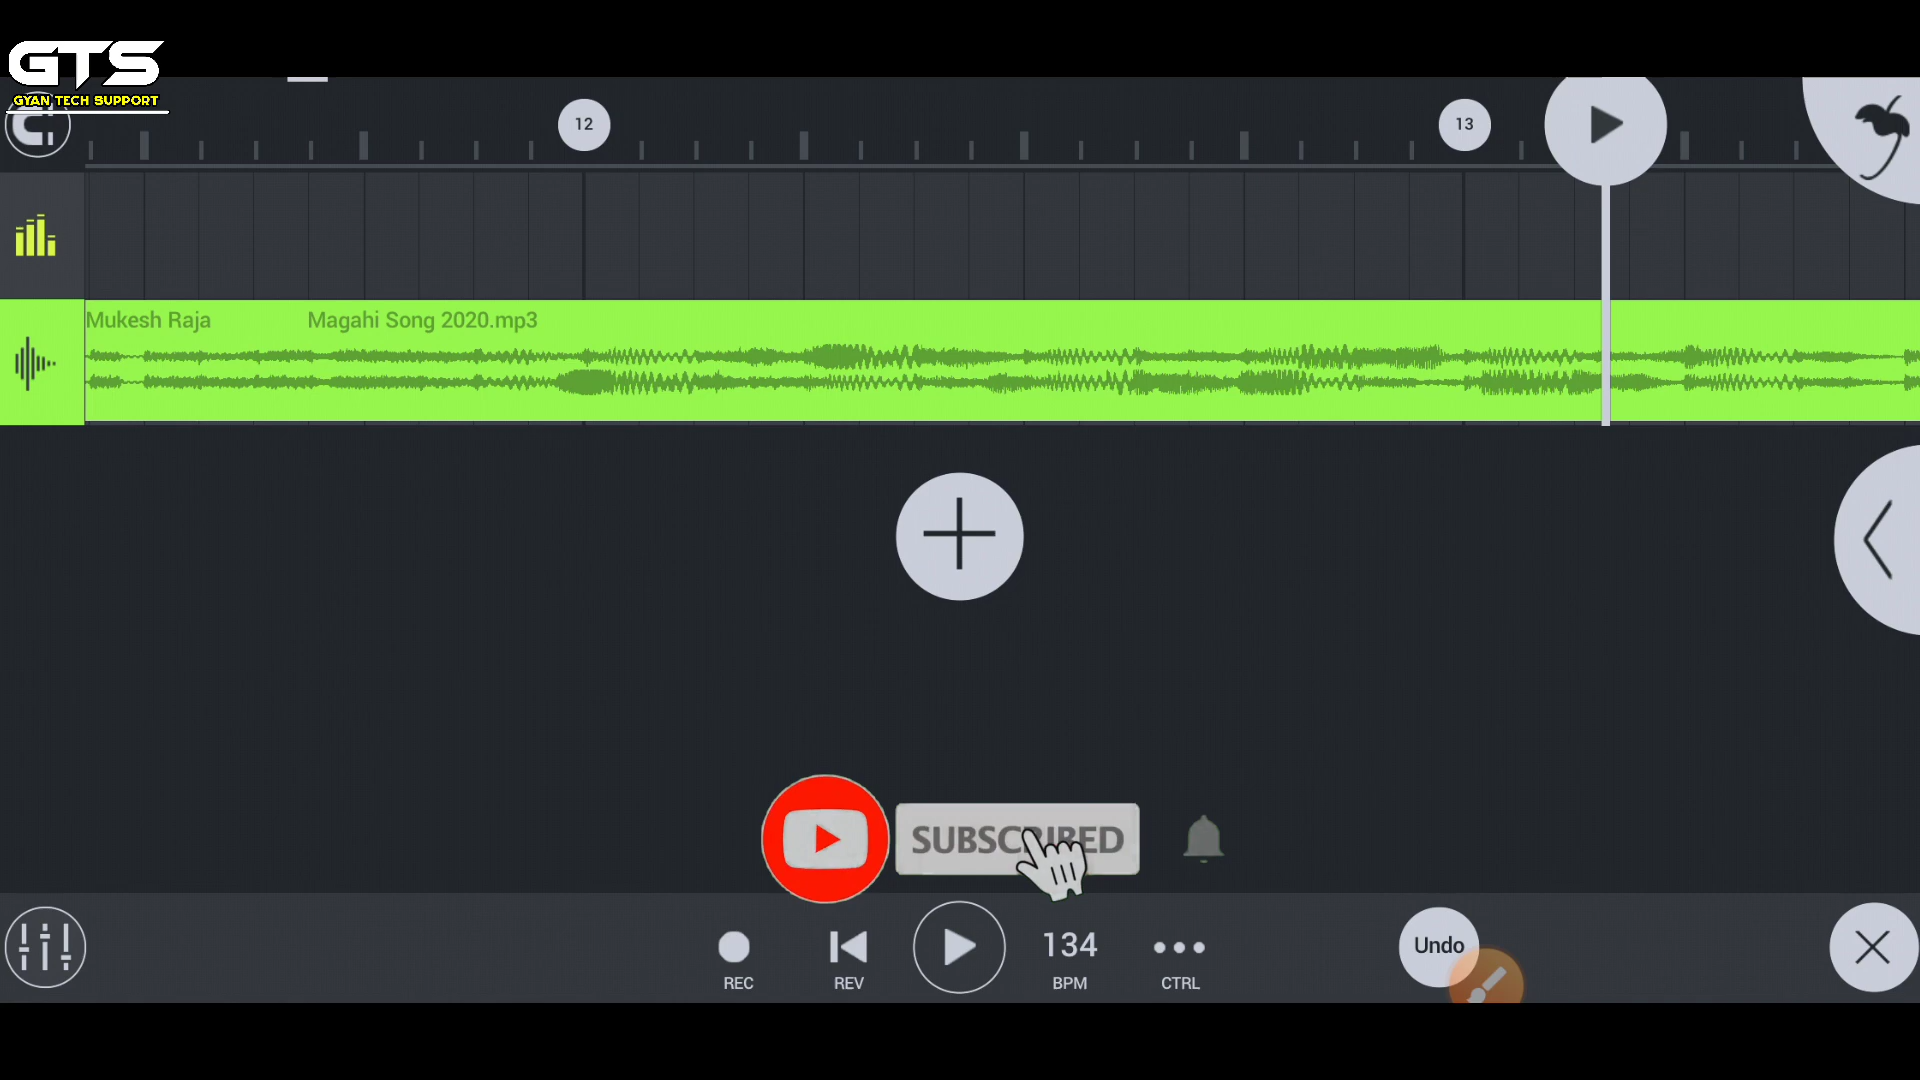 GTS
GYAN TECH SUPPORT
12
13
Mukesh Raja Magahi Song 2020.mp3
SUBSCRIBED
134
Undo
REC
REV
BPM
CTRL